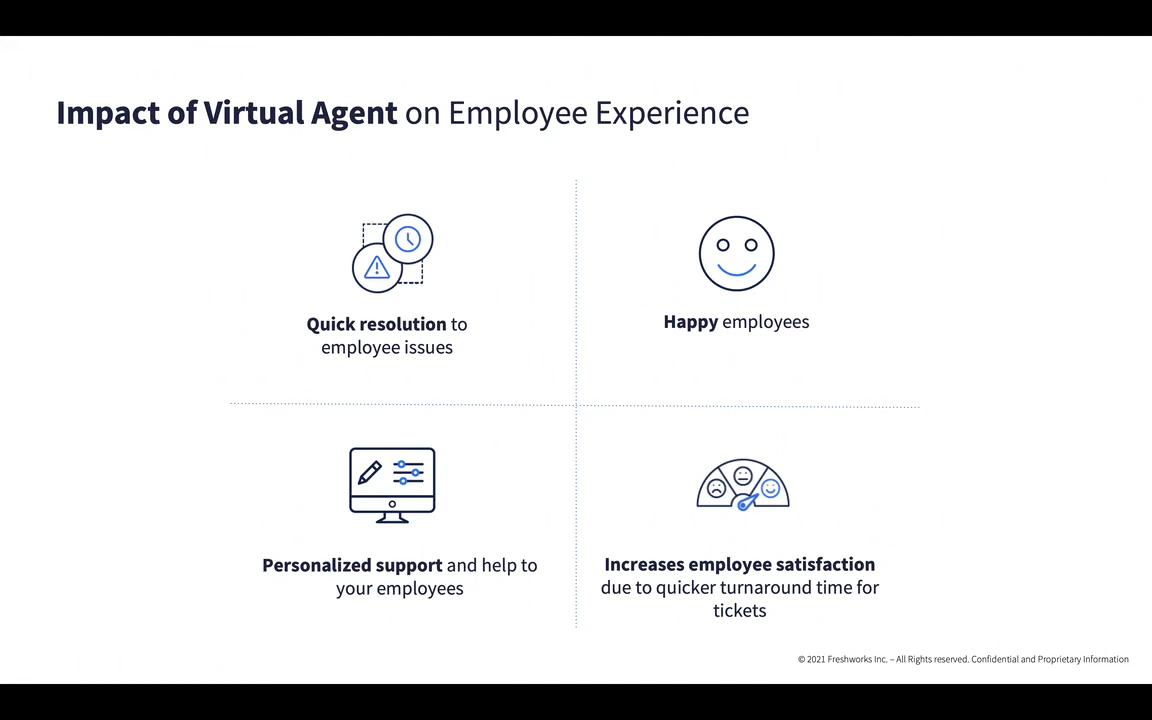 Impact of Virtual Agent on Employee Experience
Quick resolution to
employee issues
Happy employees
Personalized support and help to
your employees
Increases employee satisfaction
due to quicker turnaround time for
tickets
© 2021 Freshworks Inc. – All Rights reserved. Confidential and Proprietary Information